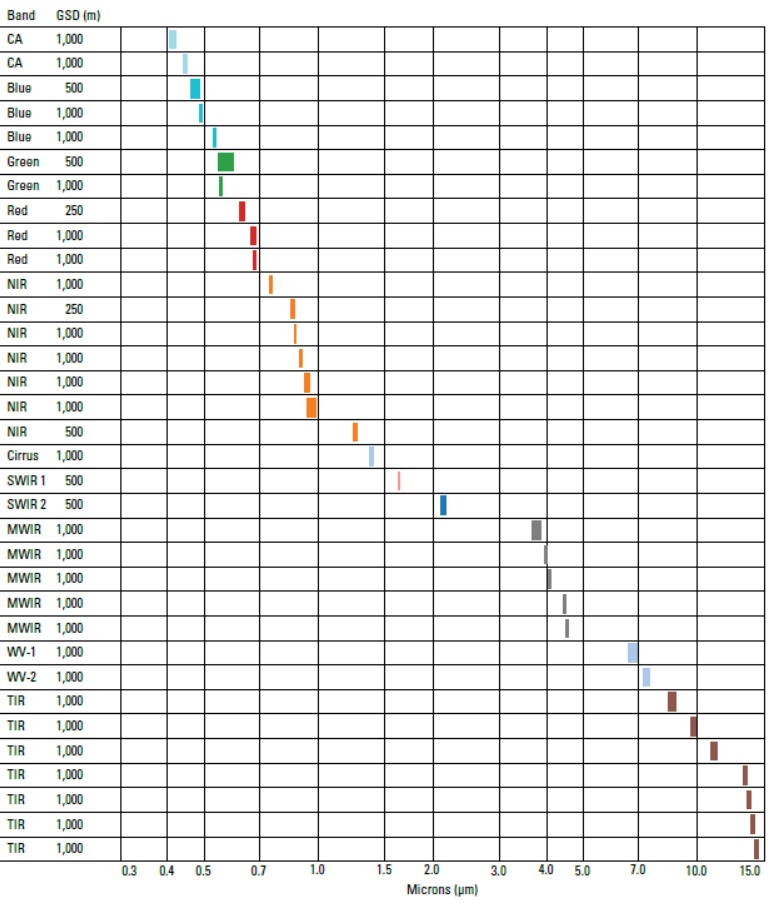 Band GSD (m)
CA 1,000
CA 1,000
Blue 500
Blue 1,000
Blue 1,000
Green 500
Green 1,000
Red 250
Red 1,000
Red 1,000
NIR 1,000
NIR 250
NIR 1,000
NIR 1,000
NIR 1,000
NIR 1,000
NIR 500
Cirrus 1,000
SWIR 1 500
SWIR 2 500
MWIR 1,000
MWIR 1,000
MWIR 1,000
MWIR 1,000
MWIR 1,000
WV-1 1,000
WV-2 1,000
TIR 1,000
TIR 1,000
TIR 1,000
TIR 1,000
TIR 1,000
TIR 1,000
TIR 1,000
0.3 0.4 0.5 0.7 1.0 1.5 2.0 3.0 4.0 5.0 7.0 10.0 15.0
Microns (µm)